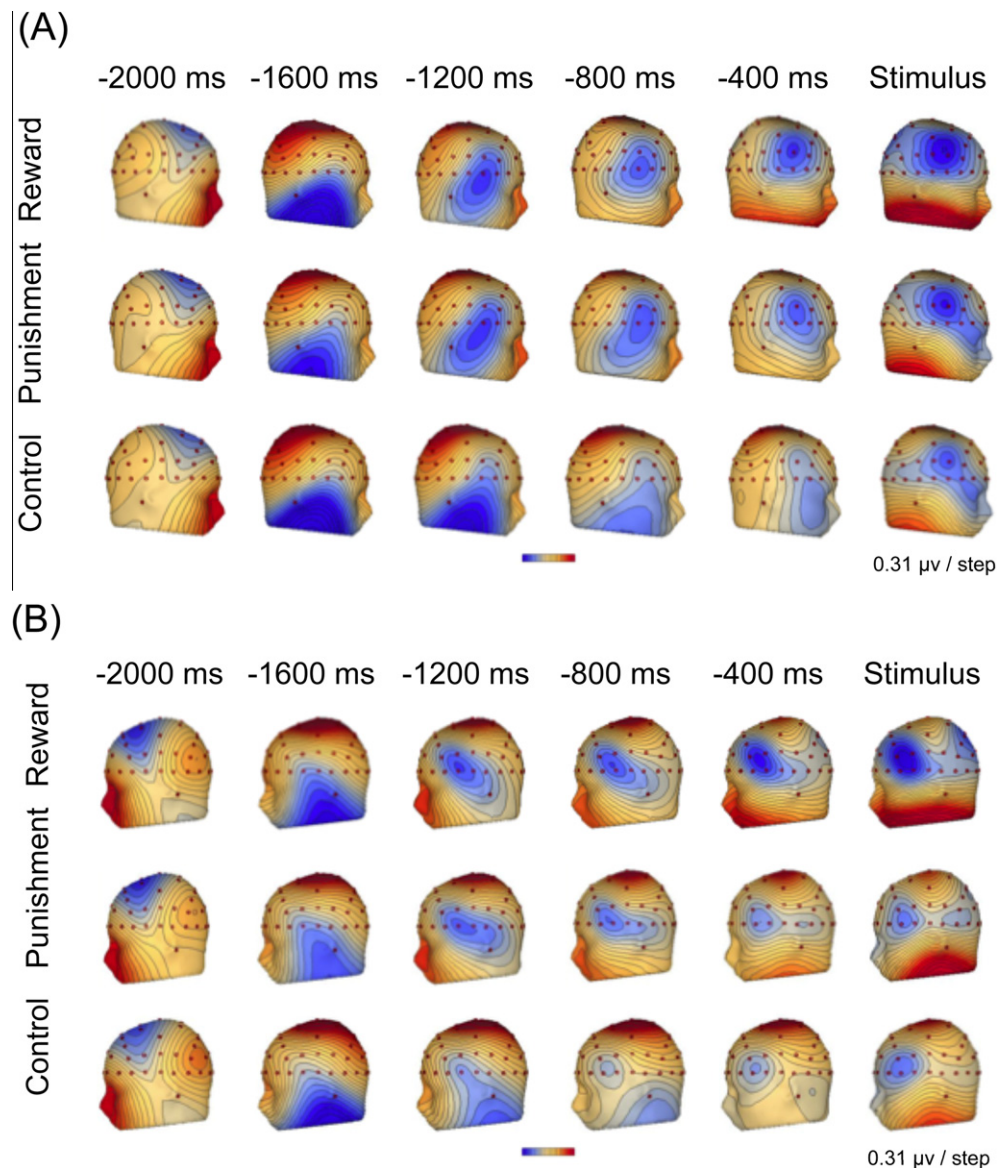 (A)
-2000 ms -1600 ms -1200 ms -800 ms -400 ms Stimulus
Reward
Punishment
Control
0.31 μv / step
(B)
-2000 ms -1600 ms -1200 ms -800 ms -400 ms Stimulus
Reward
Punishment
Control
0.31 μv / step